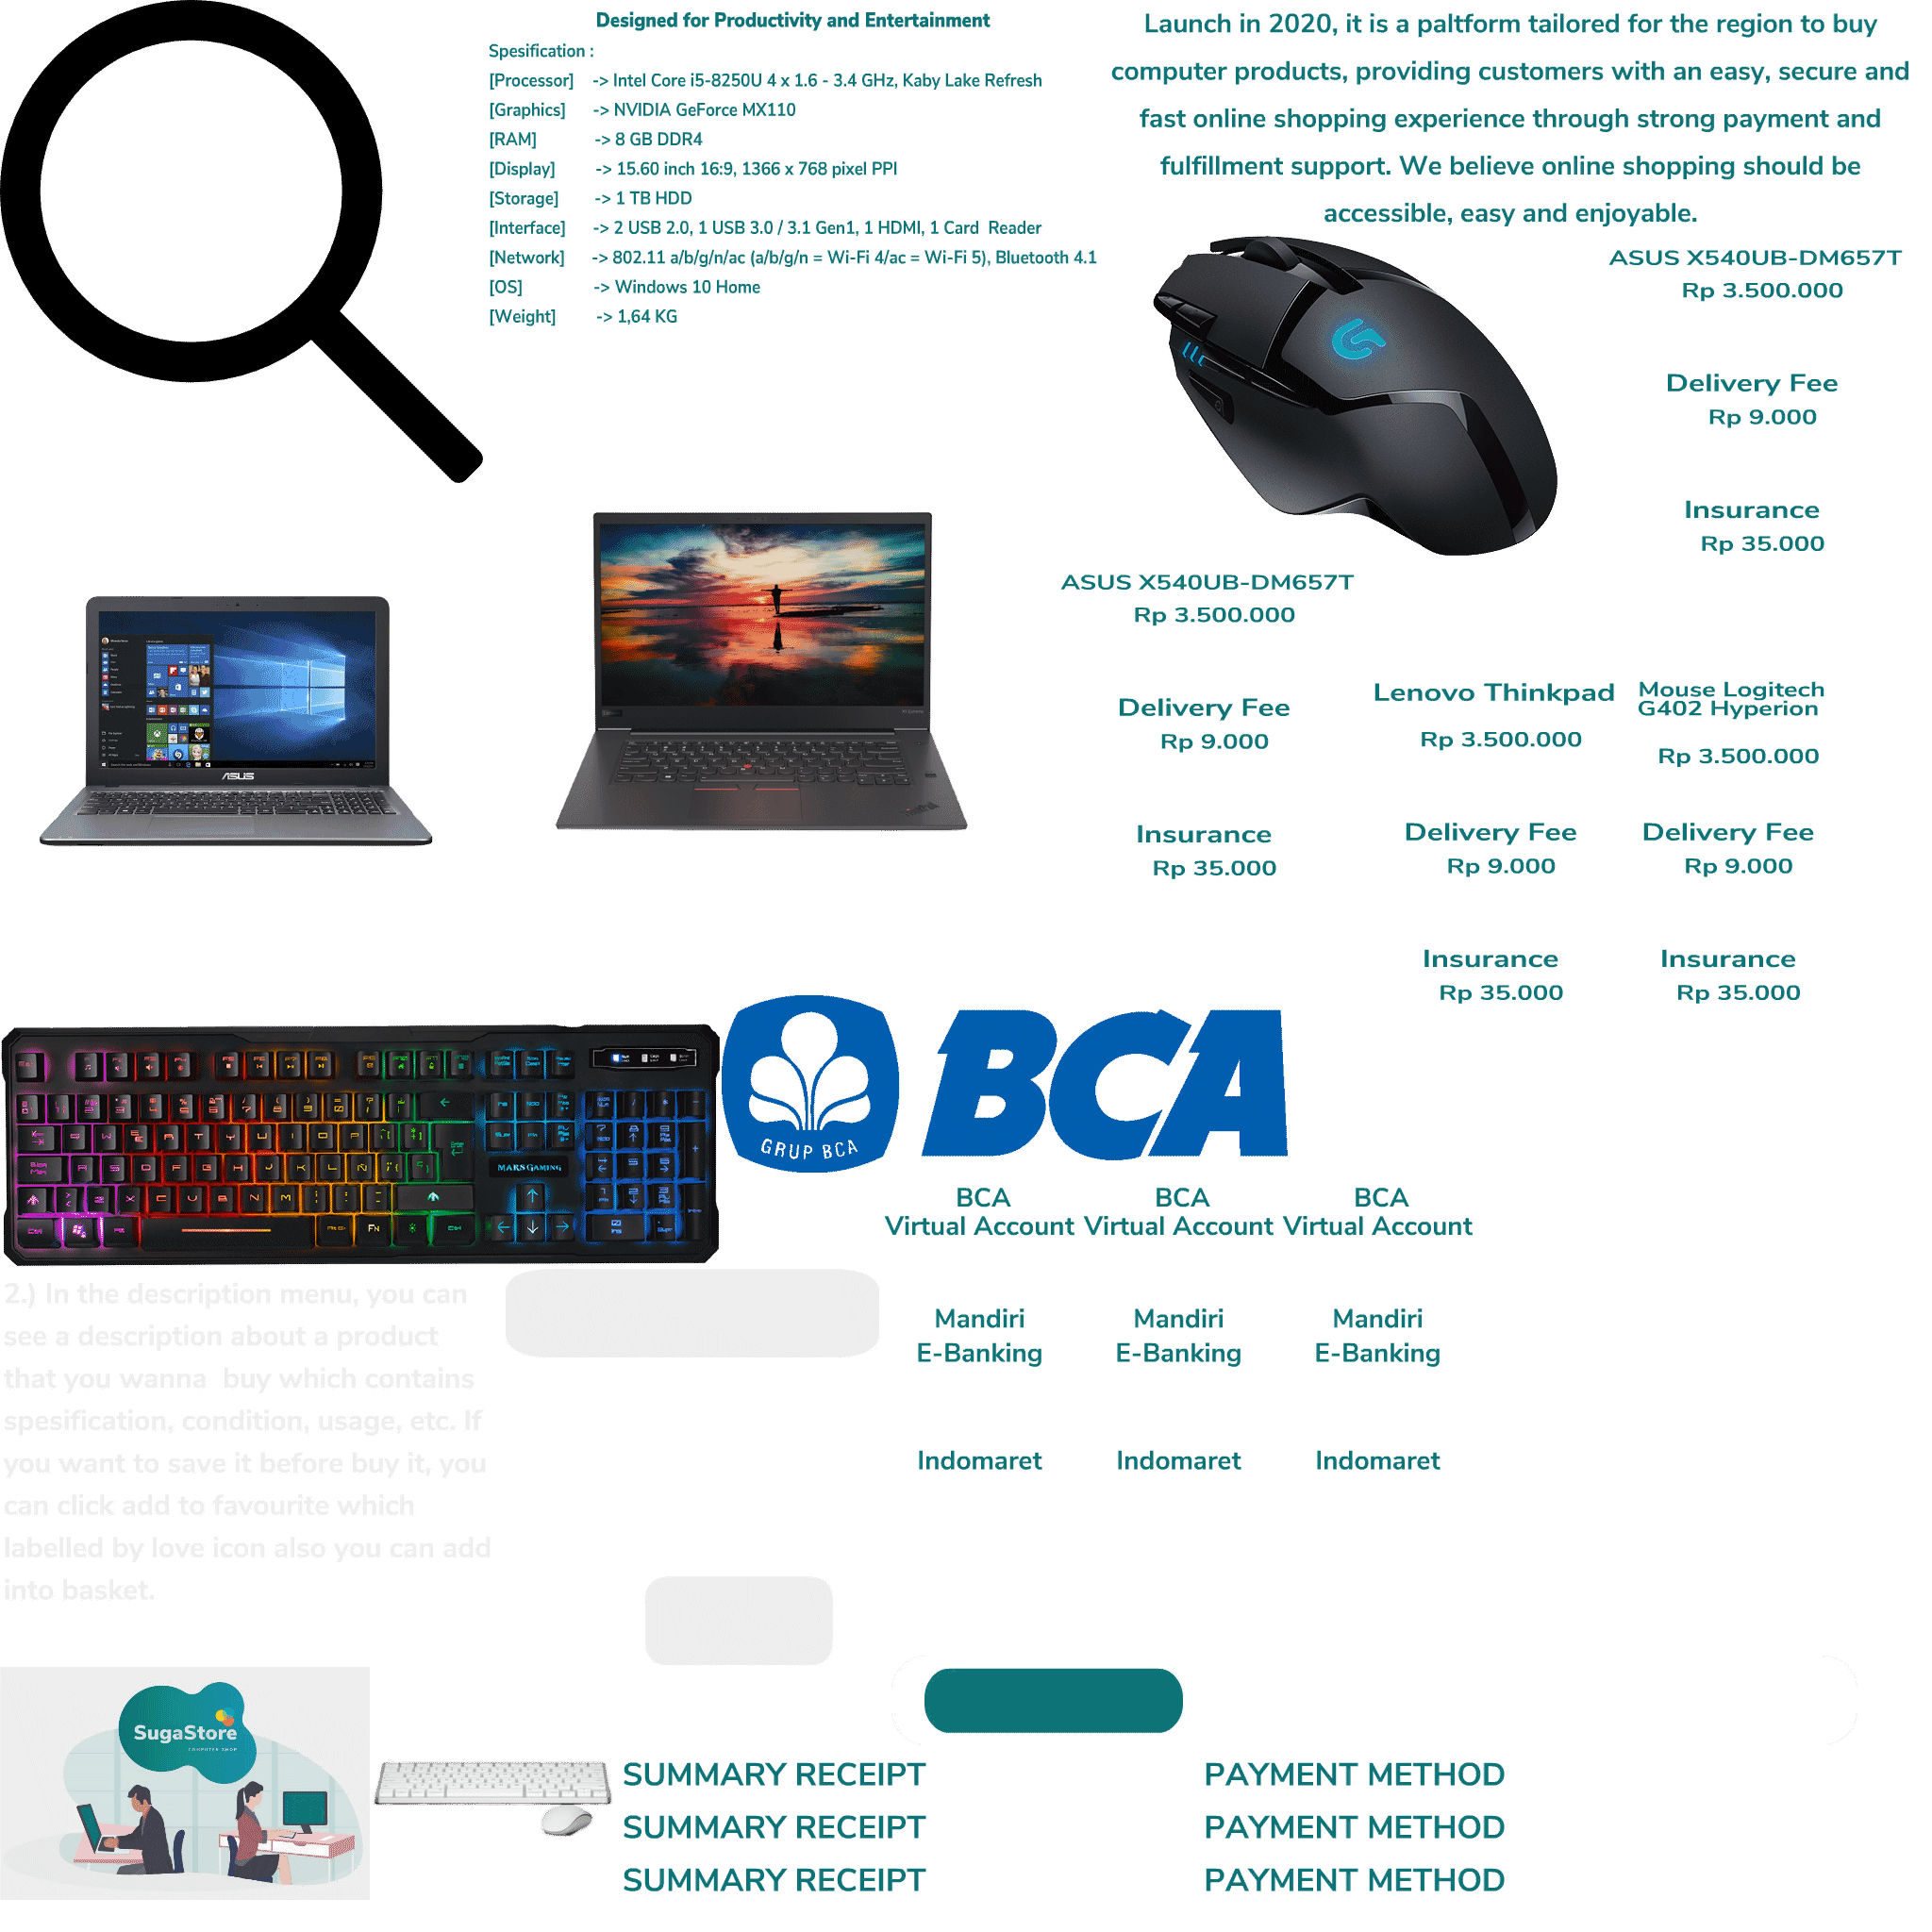 Designed for Productivity and Entertainment
Spesification :
[Processor] -> Intel Core i5-8250U 4 x 1.6 - 3.4 GHz, Kaby Lake Refresh
[Graphics] -> NVIDIA GeForce MX110
[RAM] -> 8 GB DDR4
[Display] -> 15.60 inch 16:9, 1366 x 768 pixel PPI
[Storage] -> 1 TB HDD
[Interface] -> 2 USB 2.0, 1 USB 3.0 / 3.1 Gen1, 1 HDMI, 1 Card Reader
[Network] -> 802.11 a/b/g/n/ac (a/b/g/n = Wi-Fi 4/ac = Wi-Fi 5), Bluetooth 4.1
[OS] -> Windows 10 Home
[Weight] -> 1,64 KG
Launch in 2020, it is a paltform tailored for the region to buy
computer products, providing customers with an easy, secure and
fast online shopping experience through strong payment and
fulfillment support. We believe online shopping should be
accessible, easy and enjoyable.
ASUS X540UB-DM657T
Rp 3.500.000
Delivery Fee
Rp 9.000
Insurance
Rp 35.000
ASUS X540UB-DM657T
Rp 3.500.000
Delivery Fee
Rp 9.000
Insurance
Rp 35.000
Lenovo Thinkpad
Rp 3.500.000
Delivery Fee
Rp 9.000
Insurance
Rp 35.000
Mouse Logitech
G402 Hyperion
Rp 3.500.000
Delivery Fee
Rp 9.000
Insurance
Rp 35.000
ASUS
MARS GAMING
GRUP BCA
BCA
BCA
Virtual Account
BCA
Virtual Account
BCA
Virtual Account
Mandiri
E-Banking
Mandiri
E-Banking
Mandiri
E-Banking
Indomaret
Indomaret
Indomaret
2.) In the description menu, you can
see a description about a product
that you wanna buy which contains
spesification, condition, usage, etc. If
you want to save it before buy it, you
can click add to favourite which
labelled by love icon also you can add
into basket.
SugaStore
COMPUTER SHOP
SUMMARY RECEIPT
PAYMENT METHOD
SUMMARY RECEIPT
PAYMENT METHOD
SUMMARY RECEIPT
PAYMENT METHOD